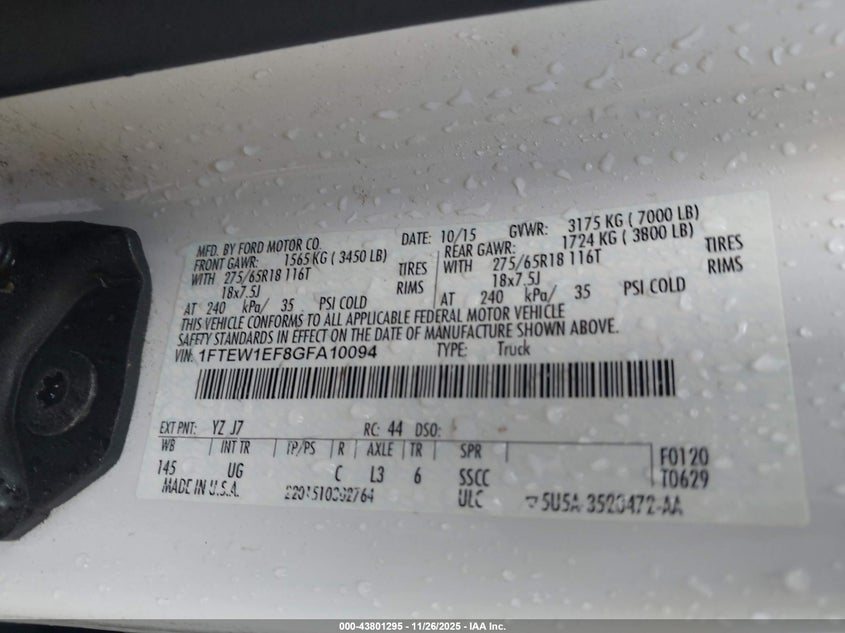 MFD. BY FORD MOTOR CO. DATE: 10/15 GVWR: 3175 KG ( 7000 LB)
FRONT GAWR: 1565 KG ( 3450 LB) REAR GAWR: 1724 KG ( 3800 LB)
WITH 275/65R18 116T TIRES WITH 275/65R18 116T TIRES
18x7.5J RIMS 18x7.5J RIMS
AT 240 kPa/ 35 PSI COLD AT 240 kPa/ 35 PSI COLD
THIS VEHICLE CONFORMS TO ALL APPLICABLE FEDERAL MOTOR VEHICLE
SAFETY STANDARDS IN EFFECT ON THE DATE OF MANUFACTURE SHOWN ABOVE.
VIN: 1FTEW1EF8GFA10094 TYPE: Truck
EXT PNT: YZ J7 RC: 44 DSO:
WB INT TR TP/PS R AXLE TR SPR F0120
145 UG C L3 6 SSCC T0629
MADE IN U.S.A. ULC
000-43801295 - 11/26/2025 - IAA Inc.